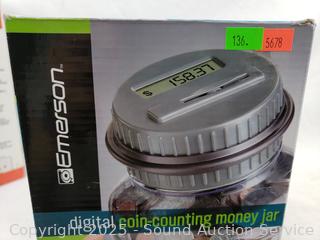 136.
5678
$ 158.37
Emerson
digital coin-counting money jar
Copyright 2025 - Sound Auction Service